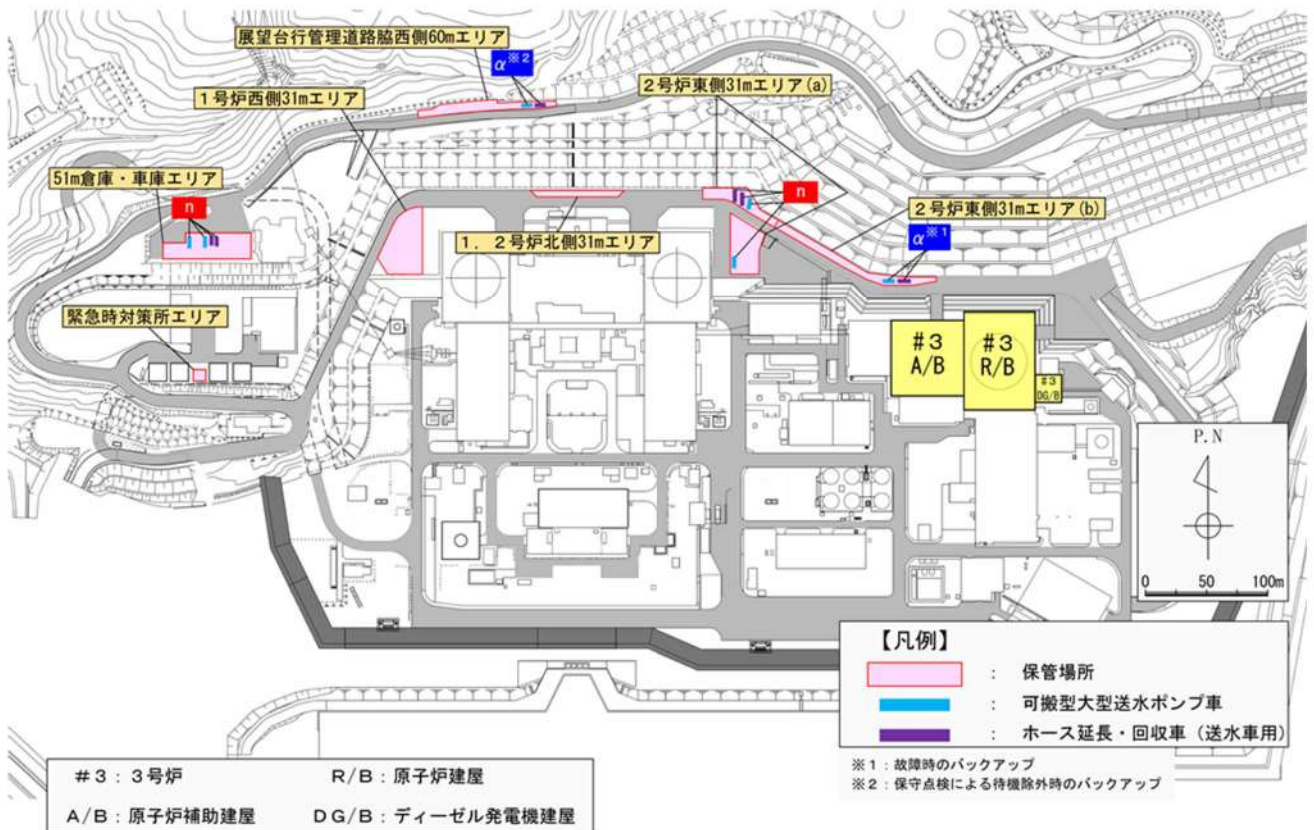 展望台行管理道路脇西側60mエリア
α※2
2号炉東側31mエリア(a)
1号炉西側31mエリア
51m倉庫・車庫エリア
n
n
2号炉東側31mエリア(b)
1.2号炉北側31mエリア
α※1
緊急時対策所エリア
#3
A/B
#3
R/B
#3
DG/B
P.N
0 50 100m
【凡例】
: 保管場所
: 可搬型大型送水ポンプ車
: ホース延長・回収車(送水車用)
※1:故障時のバックアップ
※2:保守点検による待機除外時のバックアップ
#3:3号炉 R/B:原子炉建屋
A/B:原子炉補助建屋 DG/B:ディーゼル発電機建屋